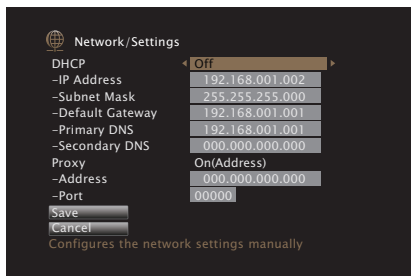 Network/Settings
DHCP Off
-IP Address 192.168.001.002
-Subnet Mask 255.255.255.000
-Default Gateway 192.168.001.001
-Primary DNS 192.168.001.001
-Secondary DNS 000.000.000.000
Proxy On(Address)
-Address 000.000.000.000
-Port 00000
Save
Cancel
Configures the network settings manually